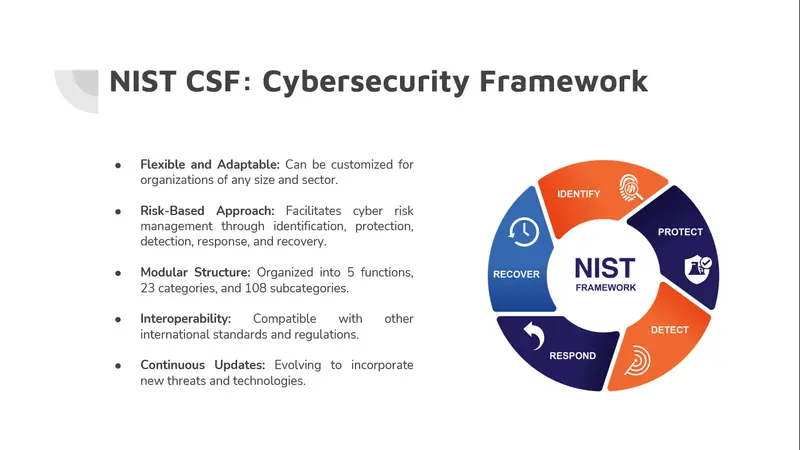 NIST CSF: Cybersecurity Framework
● Flexible and Adaptable: Can be customized for
organizations of any size and sector.
● Risk-Based Approach: Facilitates cyber risk
management through identification, protection,
detection, response, and recovery.
● Modular Structure: Organized into 5 functions,
23 categories, and 108 subcategories.
● Interoperability: Compatible with other
international standards and regulations.
● Continuous Updates: Evolving to incorporate
new threats and technologies.
IDENTIFY
PROTECT
DETECT
RESPOND
RECOVER
NIST
FRAMEWORK